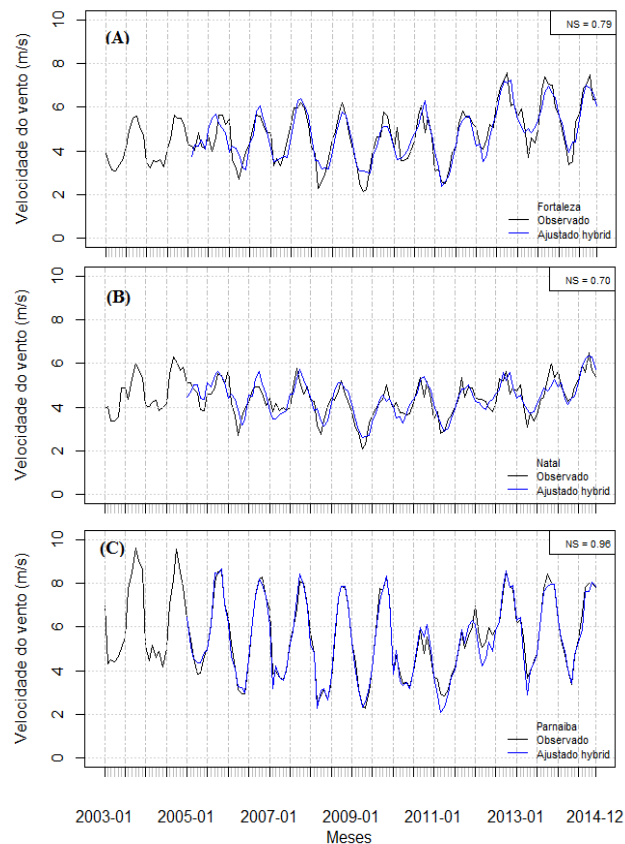 (A)
NS = 0.79
Velocidade do vento (m/s)
10
8
6
4
2
0
Fortaleza
Observado
Ajustado hybrid
(B)
NS = 0.70
Velocidade do vento (m/s)
10
8
6
4
2
0
Natal
Observado
Ajustado hybrid
(C)
NS = 0.96
Velocidade do vento (m/s)
10
8
6
4
2
0
Parnaiba
Observado
Ajustado hybrid
2003-01 2005-01 2007-01 2009-01 2011-01 2013-01 2014-12
Meses